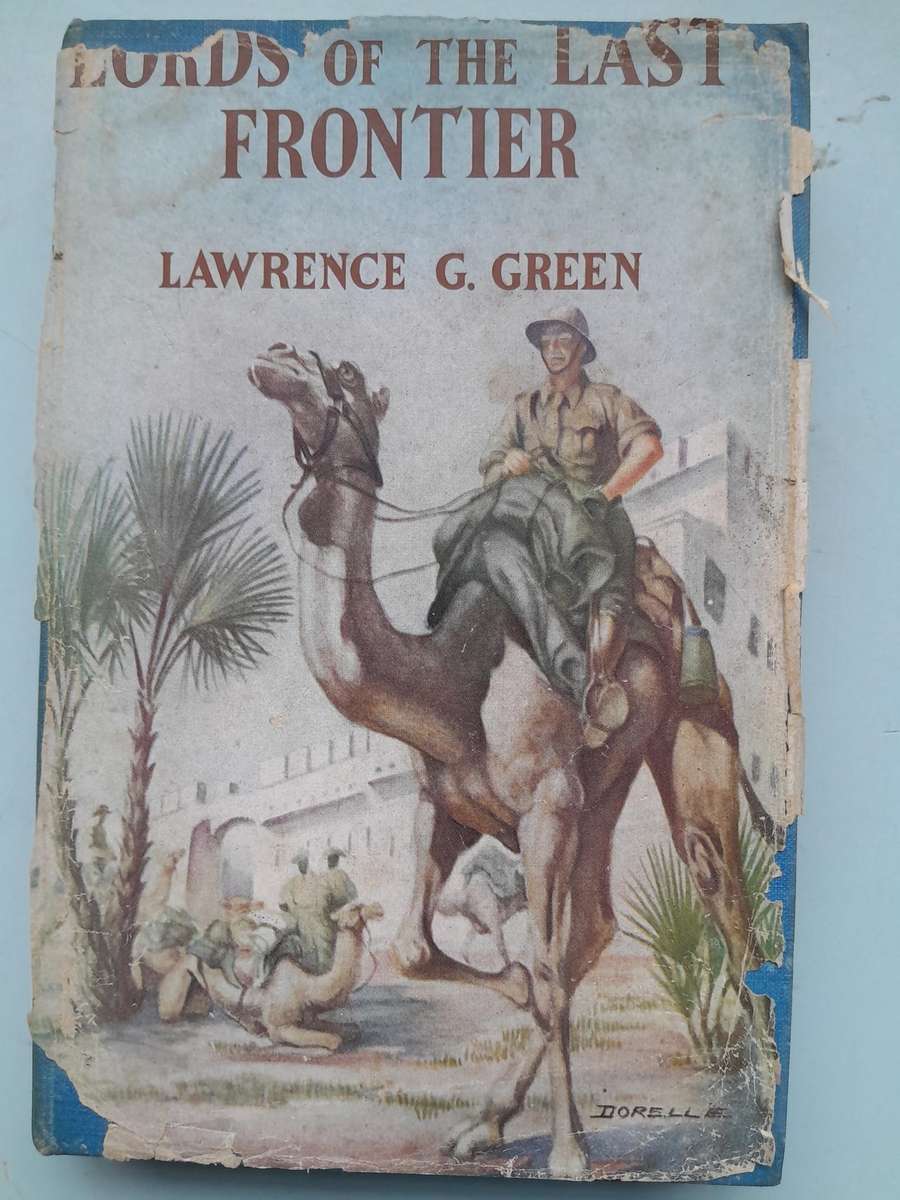 LORDS OF THE LAST
FRONTIER
LAWRENCE G. GREEN
DORELLE